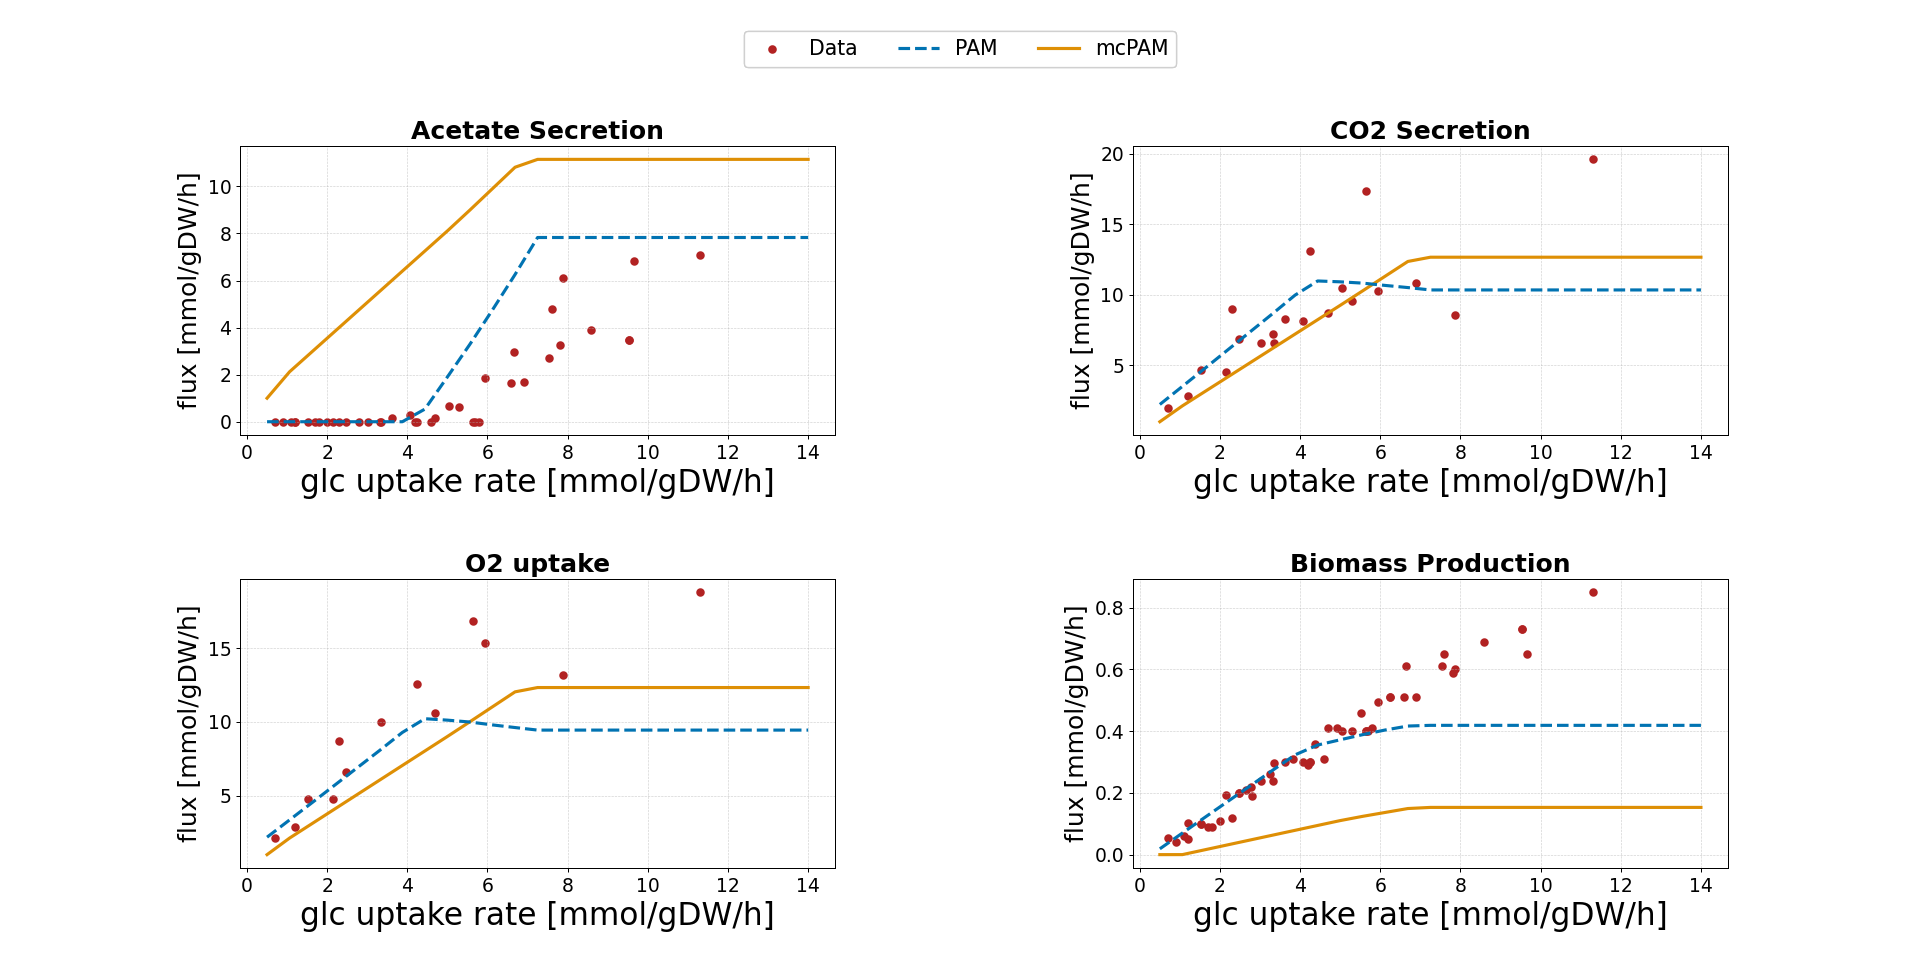 Data PAM mcPAM
Acetate Secretion
flux [mmol/gDW/h]
10
8
6
4
2
0
0 2 4 6 8 10 12 14
glc uptake rate [mmol/gDW/h]
CO2 Secretion
flux [mmol/gDW/h]
20
15
10
5
0 2 4 6 8 10 12 14
glc uptake rate [mmol/gDW/h]
O2 uptake
flux [mmol/gDW/h]
15
10
5
0 2 4 6 8 10 12 14
glc uptake rate [mmol/gDW/h]
Biomass Production
flux [mmol/gDW/h]
0.8
0.6
0.4
0.2
0.0
0 2 4 6 8 10 12 14
glc uptake rate [mmol/gDW/h]